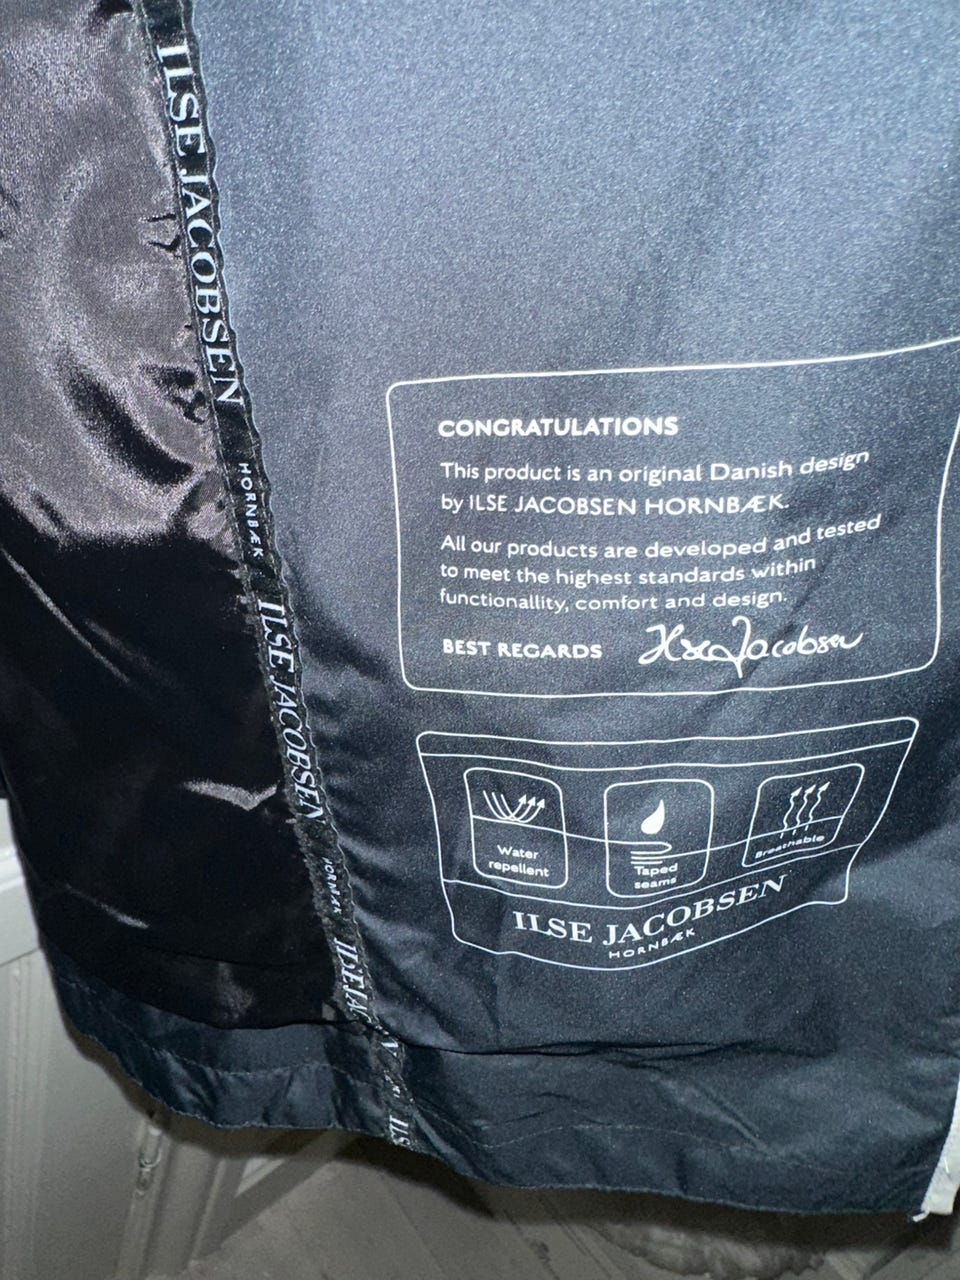 ILSE JACOBSEN
HORNBÆK
ILSE JACOBSEN
HORNBÆK
CONGRATULATIONS
This product is an original Danish design
by ILSE JACOBSEN HORNBÆK.
All our products are developed and tested
to meet the highest standards within
functionallity, comfort and design.
BEST REGARDS Ilse Jacobsen
Water
repellent
Taped
seams
Breathable
ILSE JACOBSEN
HORNBÆK